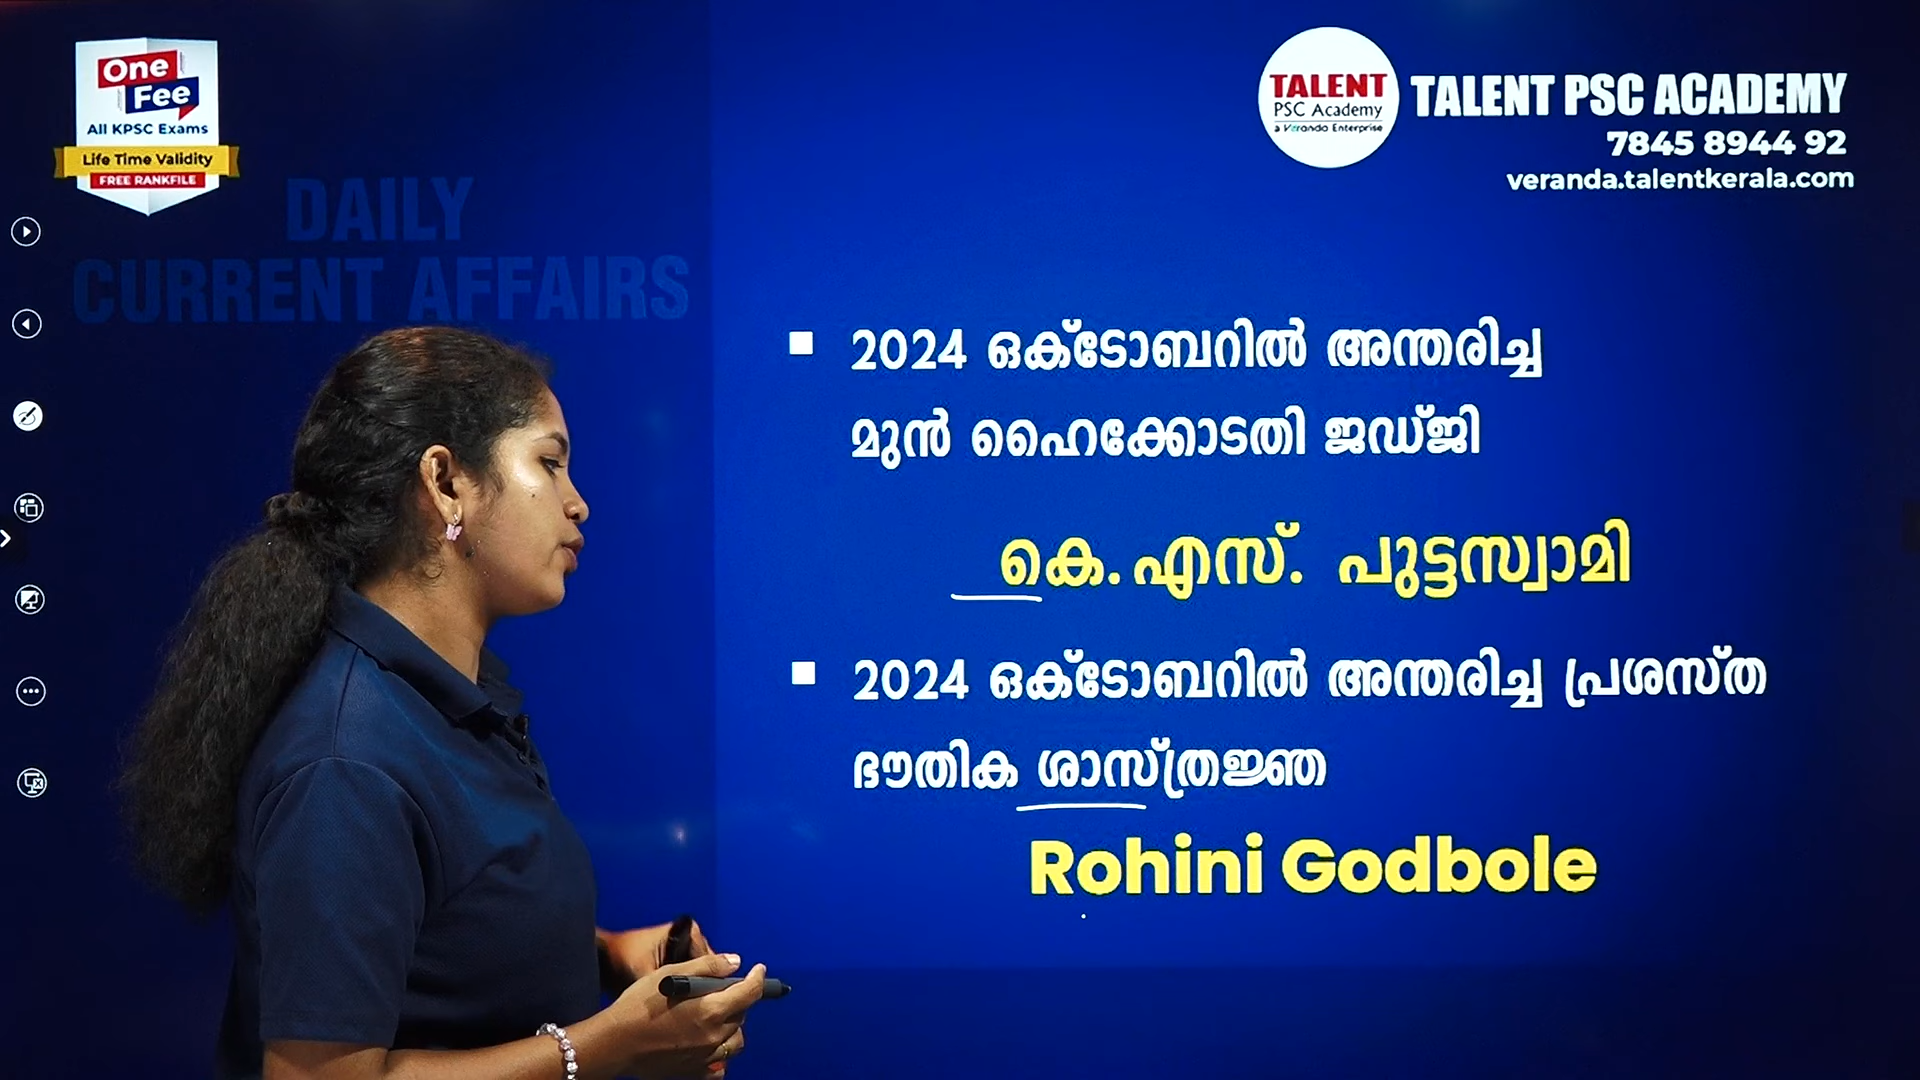 One
Fee
All KPSC Exams
Life Time Validity
FREE RANKFILE
DAILY
CURRENT AFFAIRS
TALENT
PSC Academy
a Veranda Enterprise
TALENT PSC ACADEMY
7845 8944 92
veranda.talentkerala.com
2024 ഒക്ടോബറിൽ അന്തരിച്ച
മുൻ ഹൈക്കോടതി ജഡ്ജി
കെ.എസ്. പുട്ടസ്വാമി
2024 ഒക്ടോബറിൽ അന്തരിച്ച പ്രശസ്ത
ഭൗതിക ശാസ്ത്രജ്ഞ
Rohini Godbole